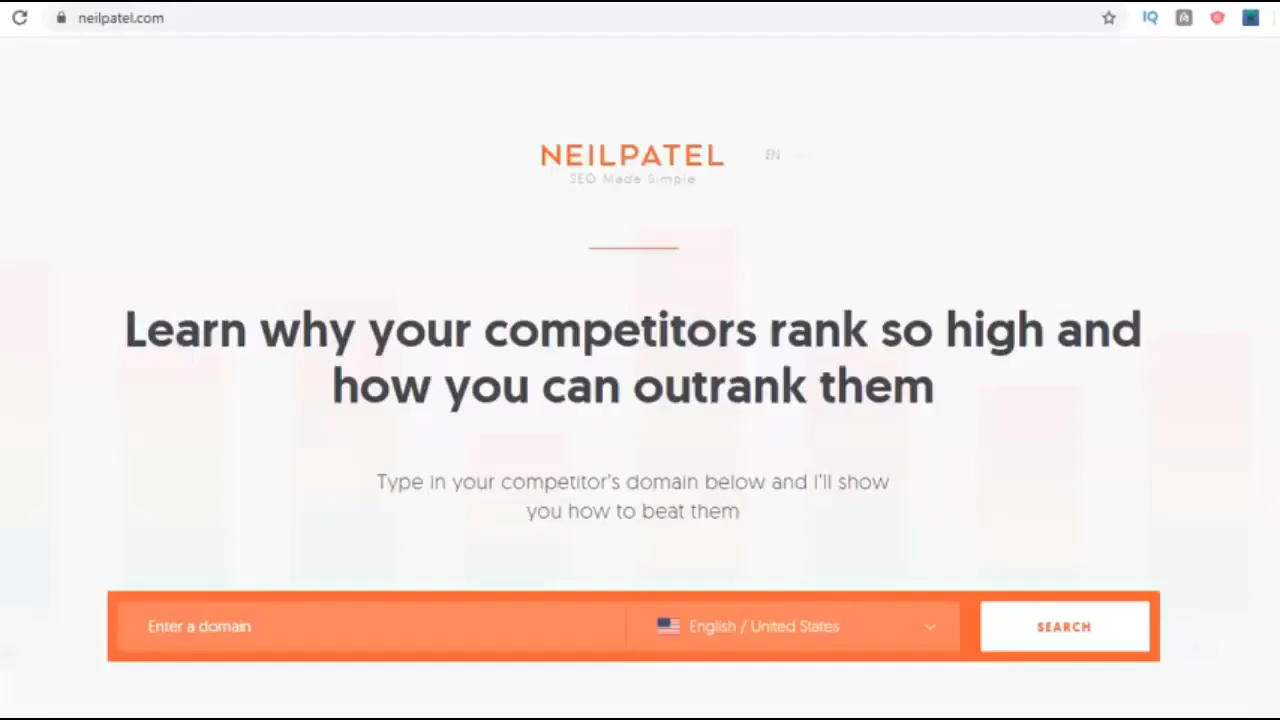 neilpatel.com
IQ
NEILPATEL
EN
SEO Made Simple
Learn why your competitors rank so high and
how you can outrank them
Type in your competitor's domain below and I'll show
you how to beat them
Enter a domain
English / United States
SEARCH